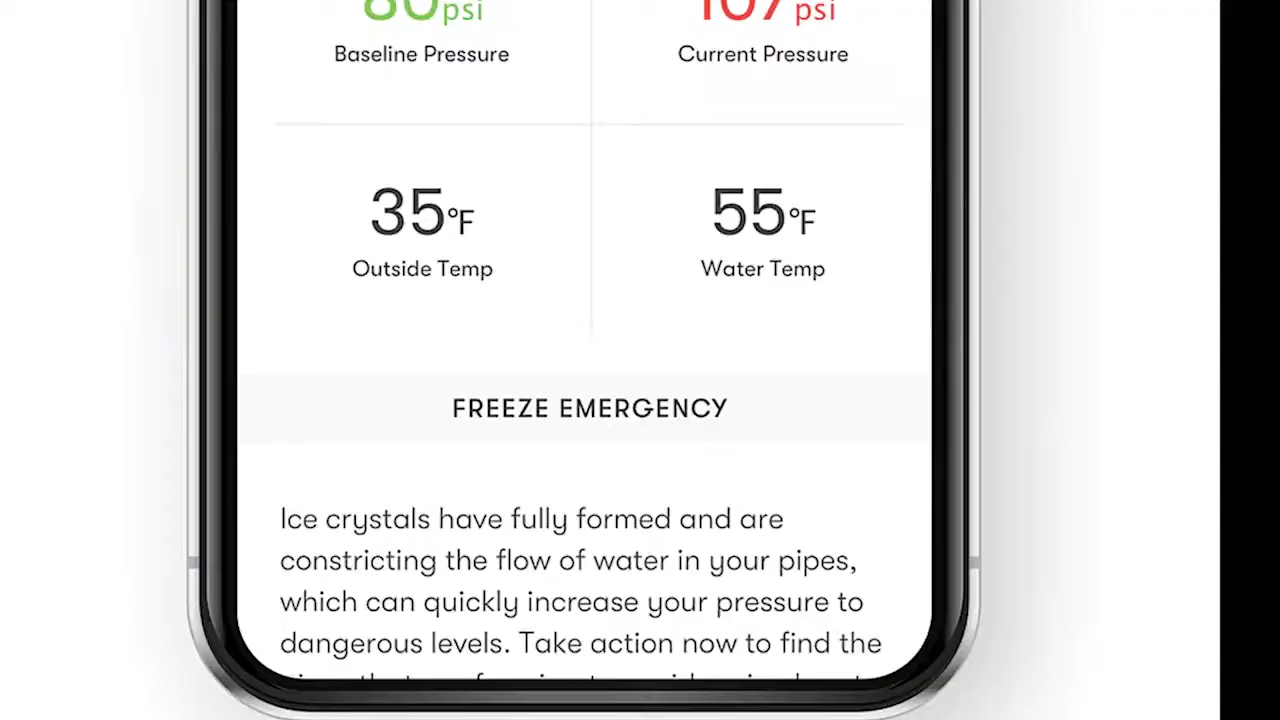 80psi
107psi
Baseline Pressure
Current Pressure
35°F
55°F
Outside Temp
Water Temp
FREEZE EMERGENCY
Ice crystals have fully formed and are
constricting the flow of water in your pipes,
which can quickly increase your pressure to
dangerous levels. Take action now to find the